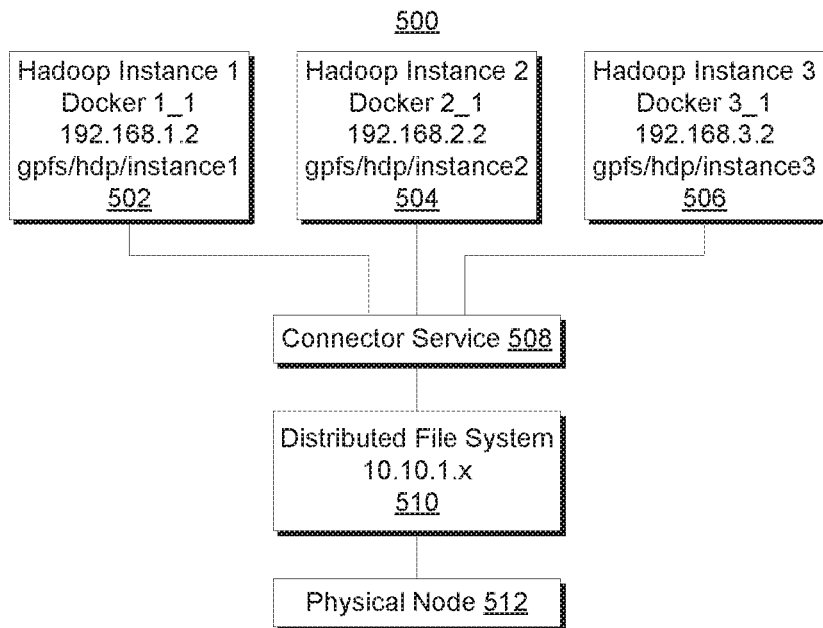 500
Hadoop Instance 1
Docker 1_1
192.168.1.2
gpfs/hdp/instance1
502
Hadoop Instance 2
Docker 2_1
192.168.2.2
gpfs/hdp/instance2
504
Hadoop Instance 3
Docker 3_1
192.168.3.2
gpfs/hdp/instance3
506
Connector Service 508
Distributed File System
10.10.1.x
510
Physical Node 512